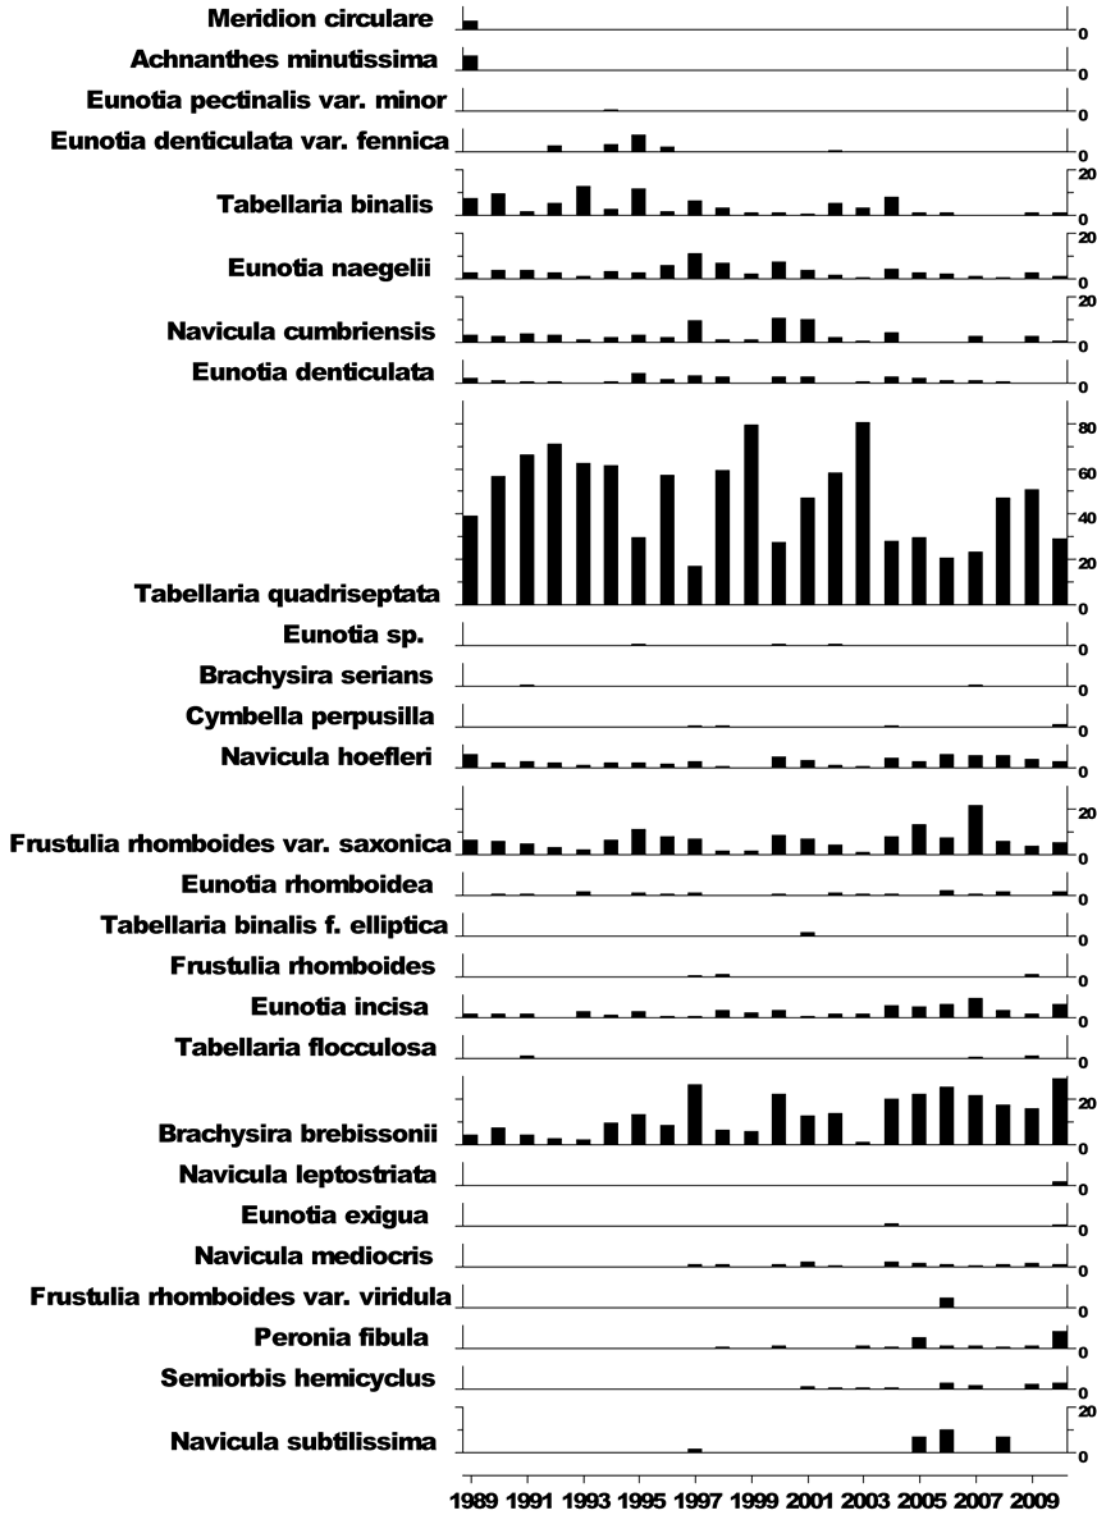 Meridion circulare
0
Achnanthes minutissima
0
Eunotia pectinalis var. minor
0
Eunotia denticulata var. fennica
0
20
Tabellaria binalis
0
20
Eunotia naegelii
0
20
Navicula cumbriensis
0
Eunotia denticulata
0
80
60
40
20
Tabellaria quadriseptata
0
Eunotia sp.
0
Brachysira serians
0
Cymbella perpusilla
0
Navicula hoefleri
0
20
Frustulia rhomboides var. saxonica
0
Eunotia rhomboidea
0
Tabellaria binalis f. elliptica
0
Frustulia rhomboides
0
Eunotia incisa
0
Tabellaria flocculosa
0
20
Brachysira brebissonii
0
Navicula leptostriata
0
Eunotia exigua
0
Navicula mediocris
0
Frustulia rhomboides var. viridula
0
Peronia fibula
0
Semiorbis hemicyclus
0
20
Navicula subtilissima
0
1989 1991 1993 1995 1997 1999 2001 2003 2005 2007 2009